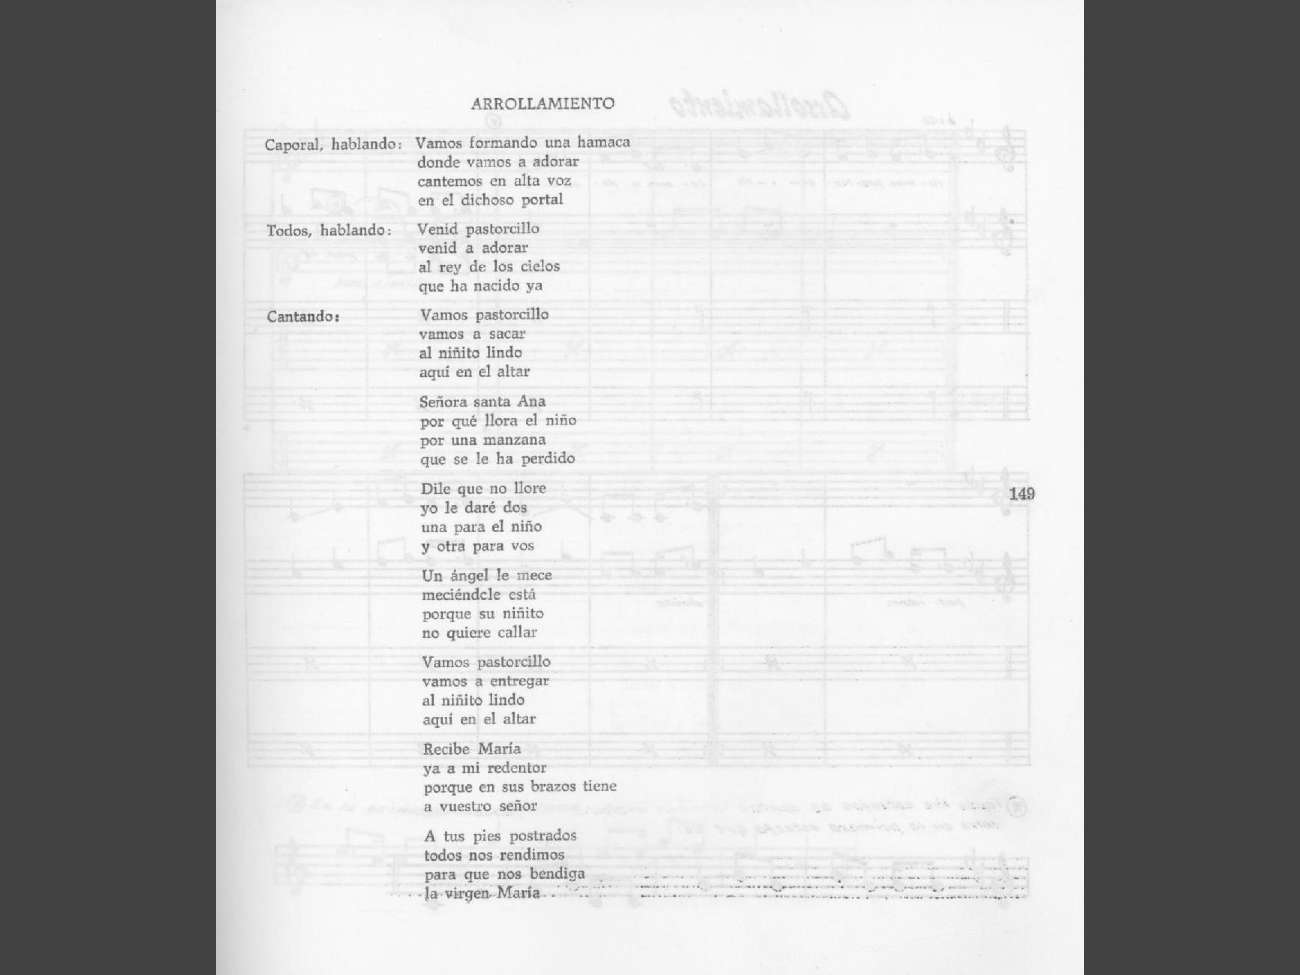 ARROLLAMIENTO
Caporal, hablando: Vamos formando una hamaca
donde vamos a adorar
cantemos en alta voz
en el dichoso portal
Todos, hablando: Venid pastorcillo
venid a adorar
al rey de los cielos
que ha nacido ya
Cantando: Vamos pastorcillo
vamos a sacar
al niñito lindo
aquí en el altar
Señora santa Ana
por qué llora el niño
por una manzana
que se le ha perdido
Dile que no llore
yo le daré dos
una para el niño
y otra para vos
149
Un ángel le mece
meciéndole está
porque su niñito
no quiere callar
Vamos pastorcillo
vamos a entregar
al niñito lindo
aquí en el altar
Recibe María
ya a mi redentor
porque en sus brazos tiene
a vuestro señor
A tus pies postrados
todos nos rendimos
para que nos bendiga
la virgen María